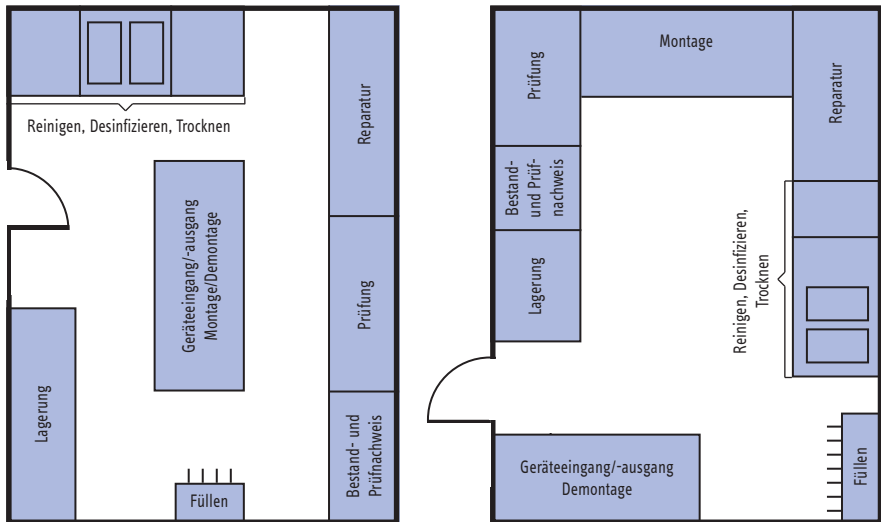 Reinigen, Desinfizieren, Trocknen
Reparatur
Geräteeingang/-ausgang
Montage/Demontage
Prüfung
Lagerung
Bestand- und
Prüfnachweis
Füllen
Prüfung
Montage
Reparatur
Bestand-
und Prüf-
nachweis
Lagerung
Reinigen, Desinfizieren,
Trocknen
Geräteeingang/-ausgang
Demontage
Füllen